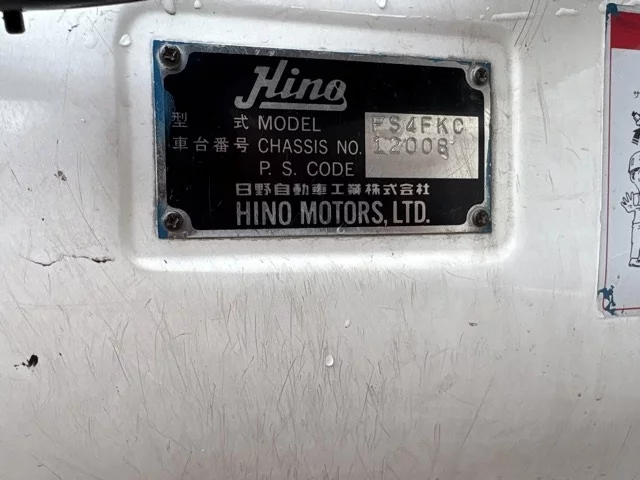 Hino
型 式 MODEL FS4FKC
車台番号 CHASSIS NO. 12008
P. S. CODE
日野自動車工業株式会社
HINO MOTORS, LTD.